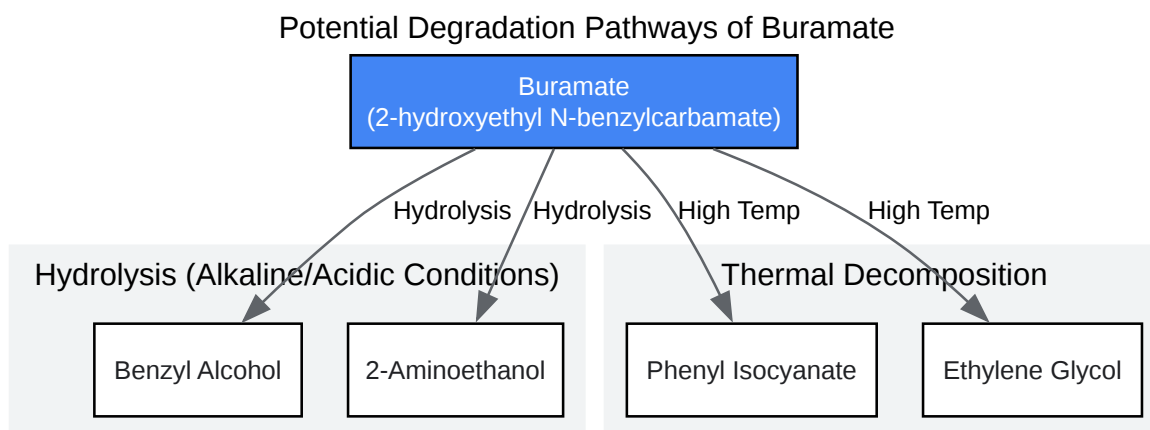 Potential Degradation Pathways of Buramate
Buramate
(2-hydroxyethyl N-benzylcarbamate)
Hydrolysis
Hydrolysis
High Temp
High Temp
Hydrolysis (Alkaline/Acidic Conditions)
Thermal Decomposition
Benzyl Alcohol
2-Aminoethanol
Phenyl Isocyanate
Ethylene Glycol